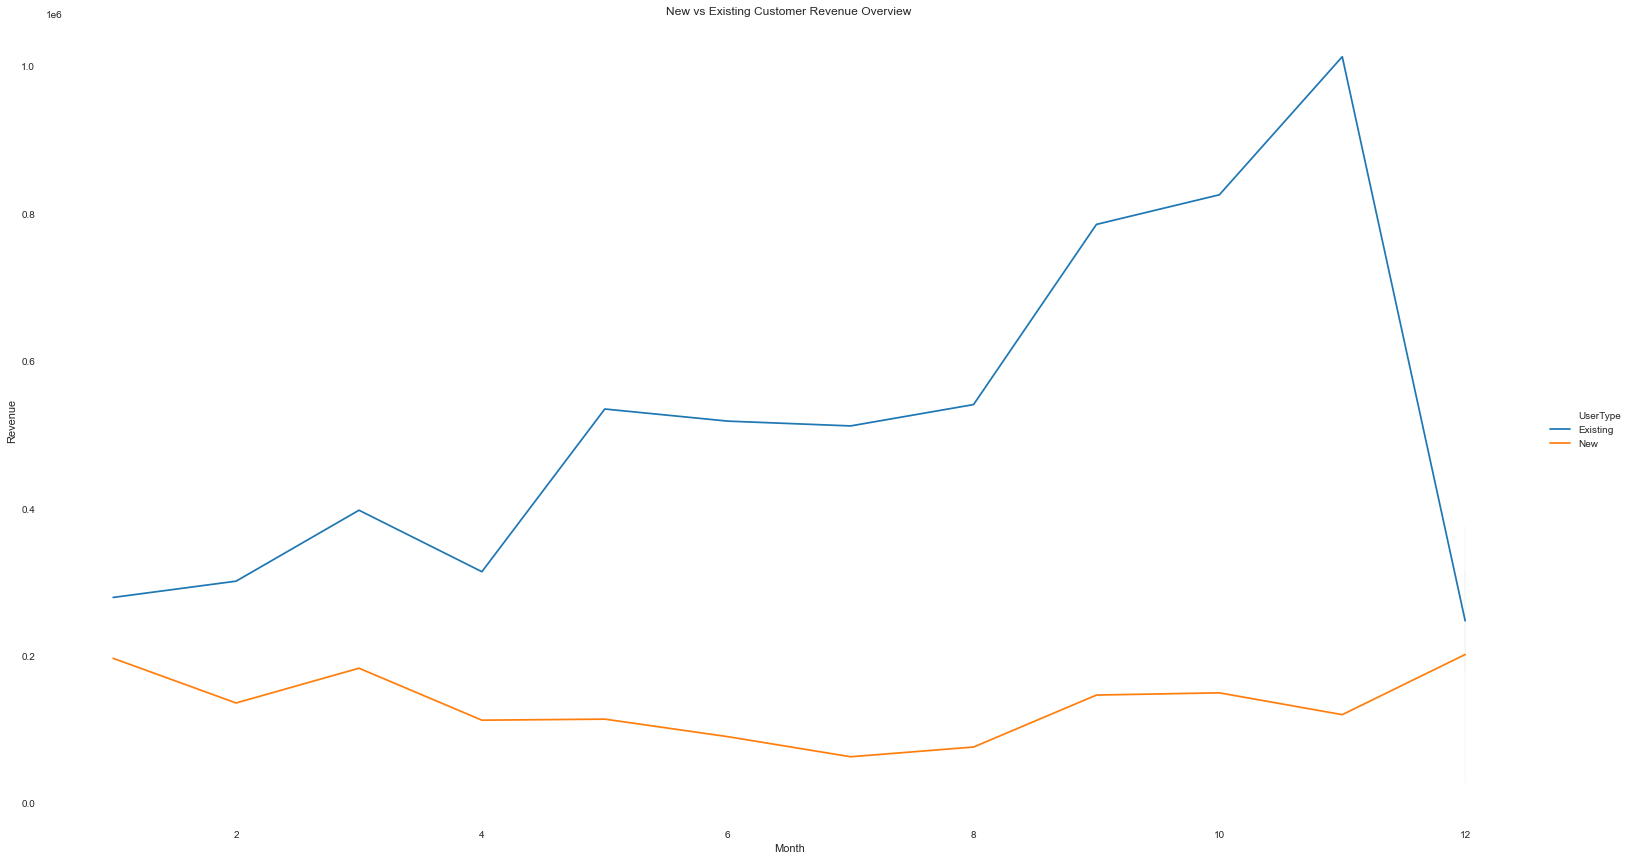 New vs Existing Customer Revenue Overview
1e6
1.0
0.8
0.6
0.4
0.2
0.0
Revenue
2 4 6 8 10 12
Month
UserType
Existing
New